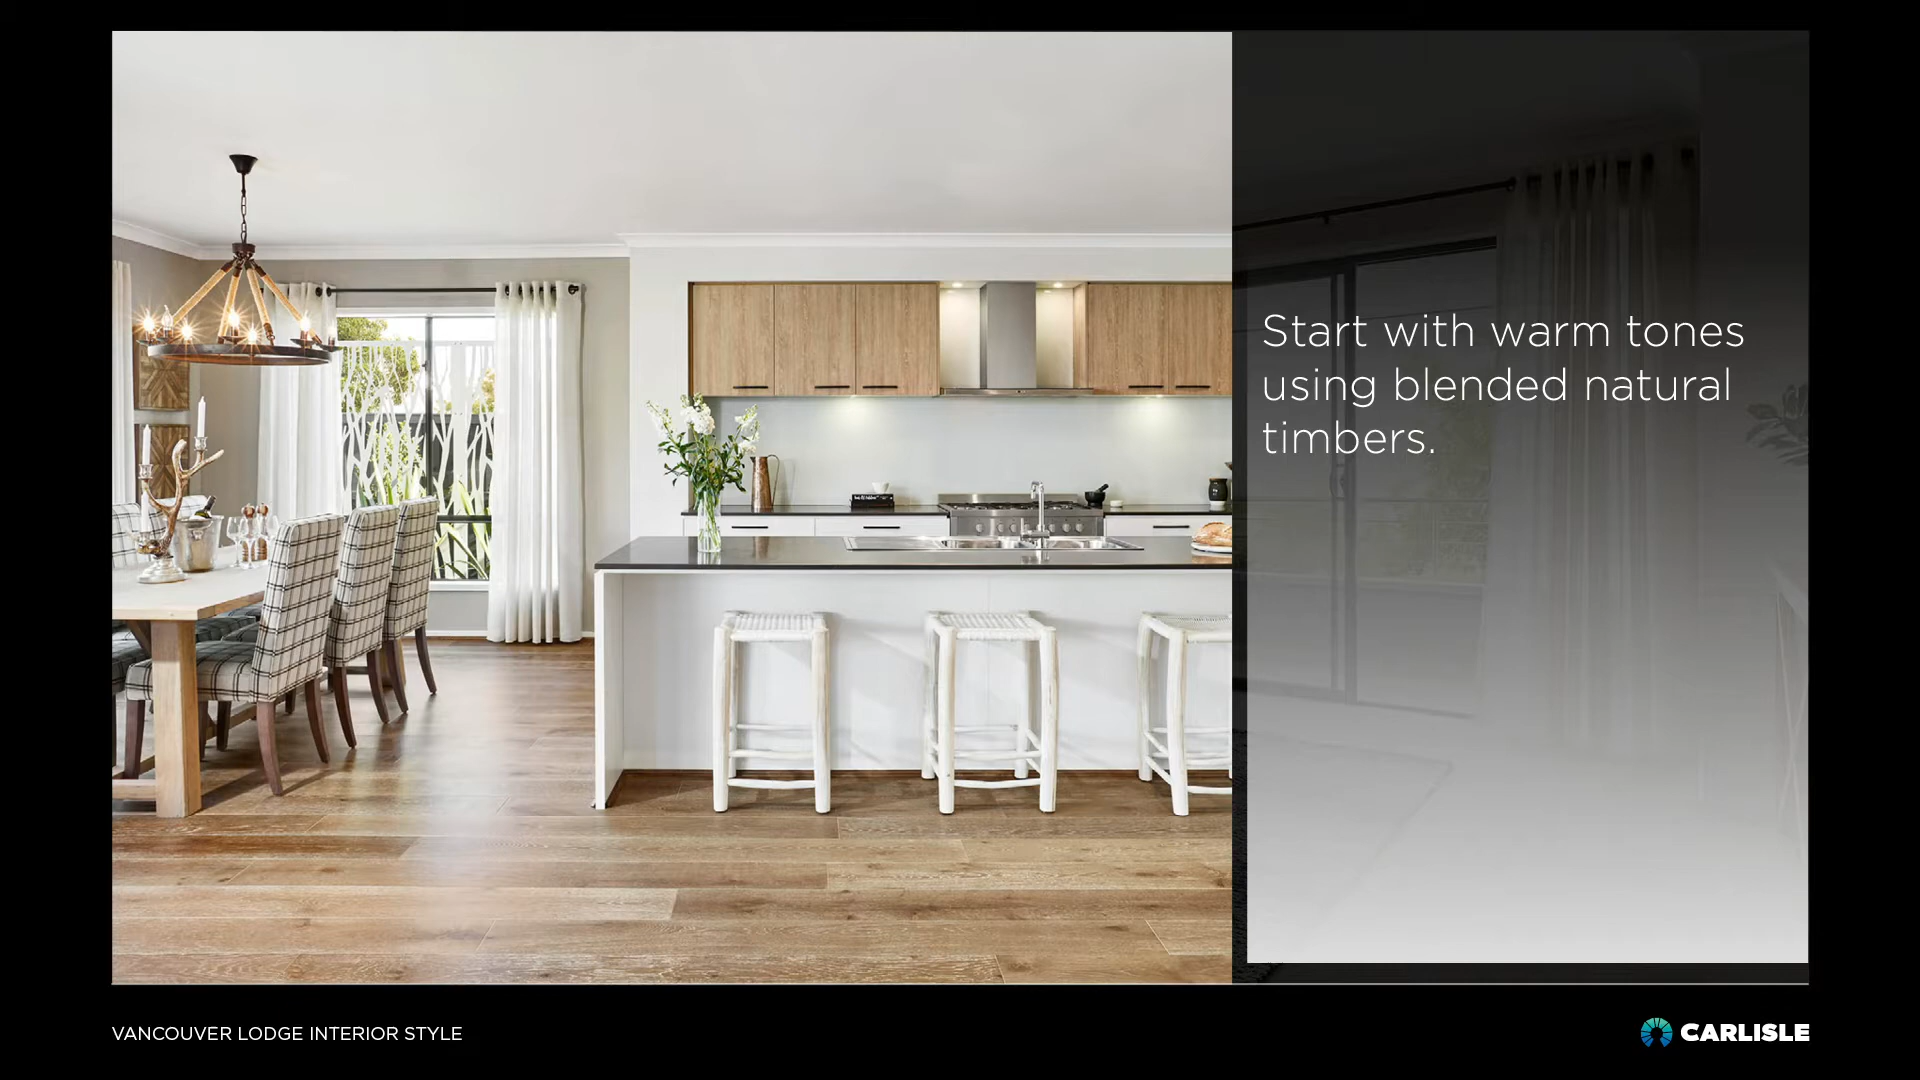 Start with warm tones
using blended natural
timbers.
VANCOUVER LODGE INTERIOR STYLE
CARLISLE